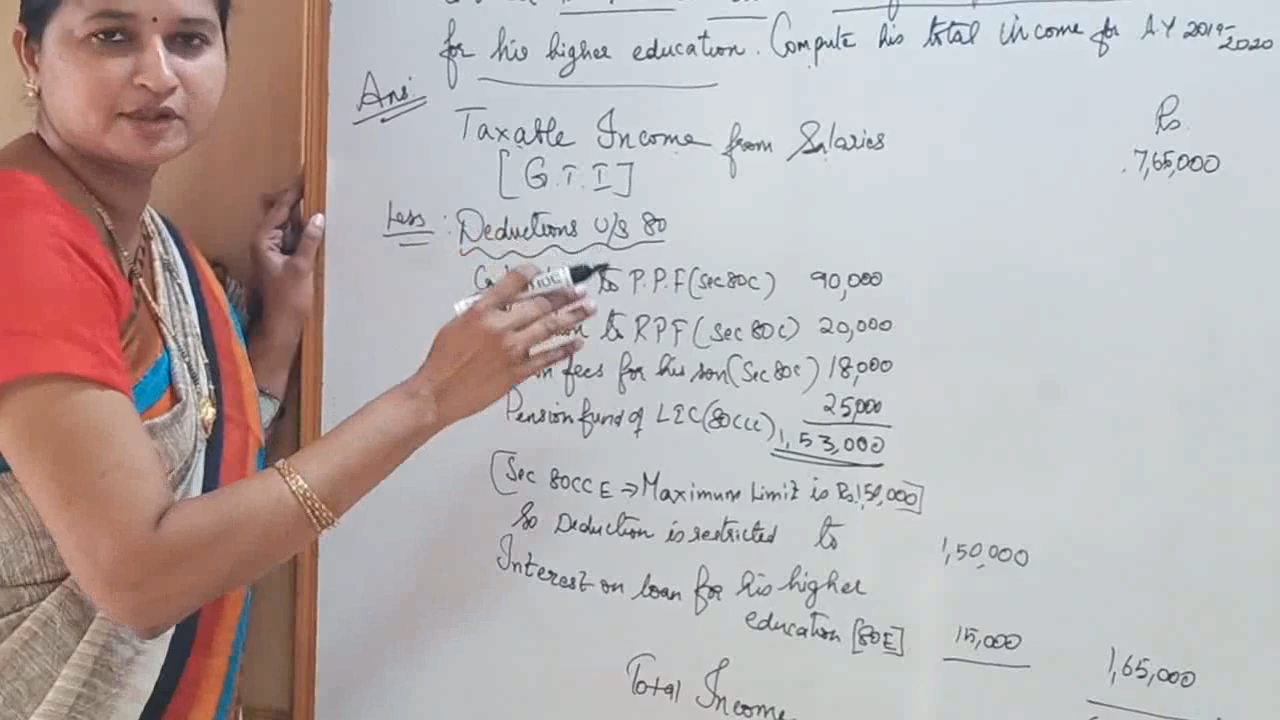 for his higher education. Compute his total income for A.Y 2019-2020
Ans:
Rs.
Taxable Income from Salaries 7,65,000
[G.T.I]
Less: Deductions U/S 80
to P.P.F (Sec 80C) 90,000
to RPF (Sec 80C) 20,000
fees for his son (Sec 80C) 18,000
Pension fund of LIC (80CCC) 25,000
1,53,000
[Sec 80CCE ⇒ Maximum Limit is Rs. 1,50,000]
So Deduction is restricted to 1,50,000
Interest on loan for his higher
education [80E] 15,000 1,65,000
Total Income